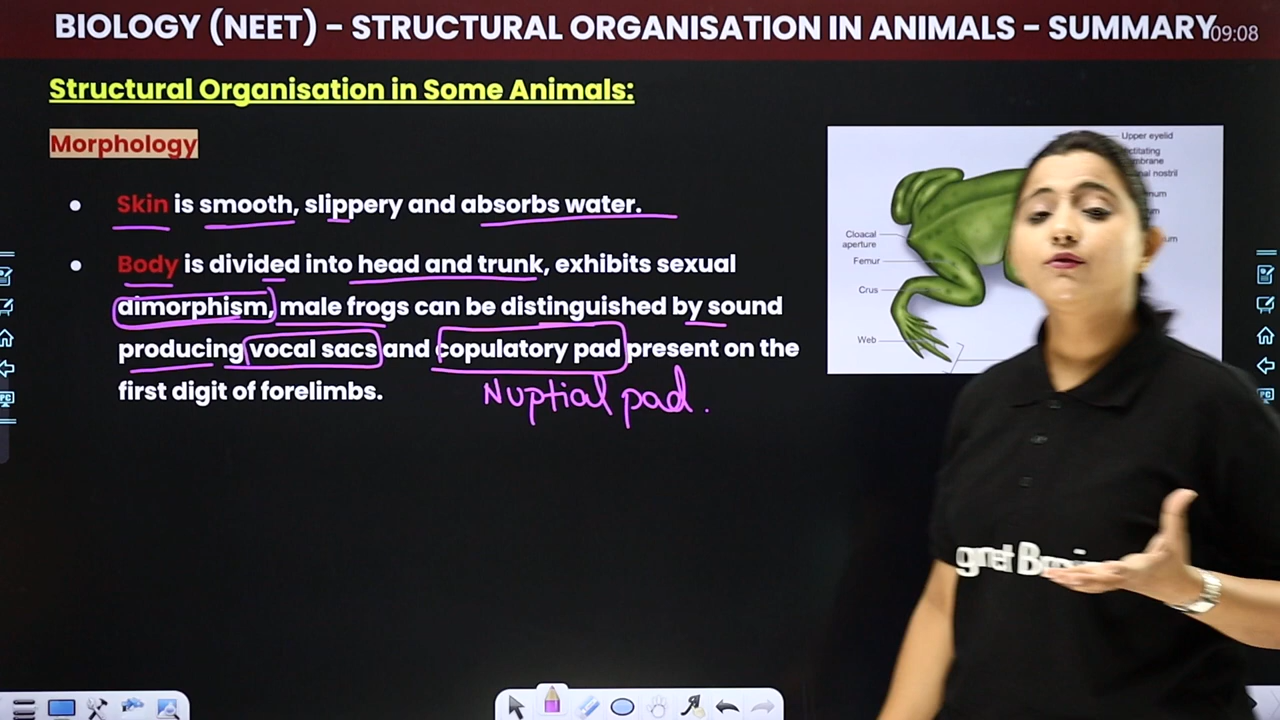 BIOLOGY (NEET) – STRUCTURAL ORGANISATION IN ANIMALS – SUMMARY
09:08
Structural Organisation in Some Animals:
Morphology
• Skin is smooth, slippery and absorbs water.
• Body is divided into head and trunk, exhibits sexual
dimorphism, male frogs can be distinguished by sound
producing vocal sacs and copulatory pad present on the
first digit of forelimbs.
Nuptial pad.
Upper eyelid
Cloacal
aperture
Femur
Crus
Web